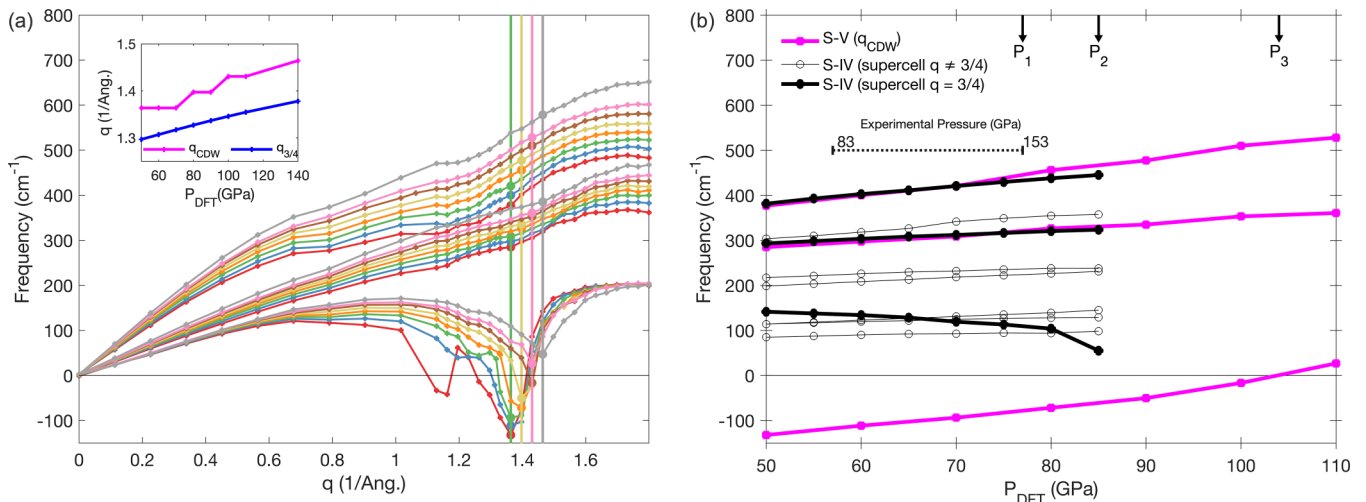 (a)
800
700
600
500
400
300
200
100
0
-100
Frequency (cm⁻¹)
0
0.2
0.4
0.6
0.8
1
1.2
1.4
1.6
q (1/Ang.)
1.5
1.4
1.3
q (1/Ang.)
60
80
100
120
140
P_DFT(GPa)
q_CDW
q_3/4
(b)
800
700
600
500
400
300
200
100
0
-100
Frequency (cm⁻¹)
S-V (q_CDW)
S-IV (supercell q ≠ 3/4)
S-IV (supercell q = 3/4)
P_1
P_2
P_3
Experimental Pressure (GPa)
83
153
50
60
70
80
90
100
110
P_DFT (GPa)